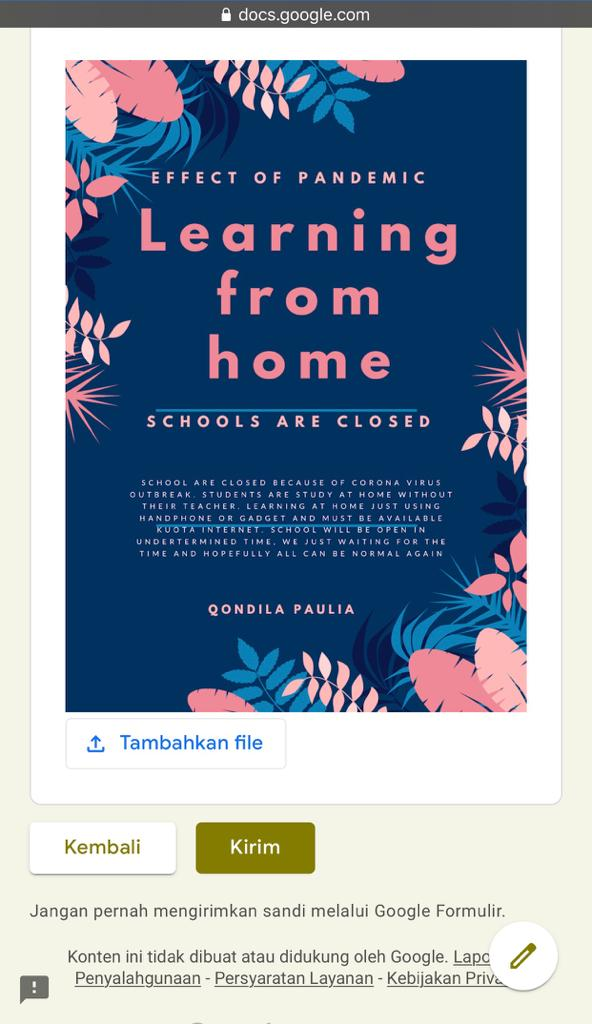 docs.google.com
EFFECT OF PANDEMIC
Learning
from
home
SCHOOLS ARE CLOSED
SCHOOL ARE CLOSED BECAUSE OF CORONA VIRUS
OUTBREAK. STUDENTS ARE STUDY AT HOME WITHOUT
THEIR TEACHER. LEARNING AT HOME JUST USING
HANDPHONE OR GADGET AND MUST BE AVAILABLE
KUOTA INTERNET. SCHOOL WILL BE OPEN IN
UNDERTERMINED TIME, WE JUST WAITING FOR THE
TIME AND HOPEFULLY ALL CAN BE NORMAL AGAIN
QONDILA PAULIA
Tambahkan file
Kembali
Kirim
Jangan pernah mengirimkan sandi melalui Google Formulir.
Konten ini tidak dibuat atau didukung oleh Google.
Penyalahgunaan - Persyaratan Layanan - Kebijakan